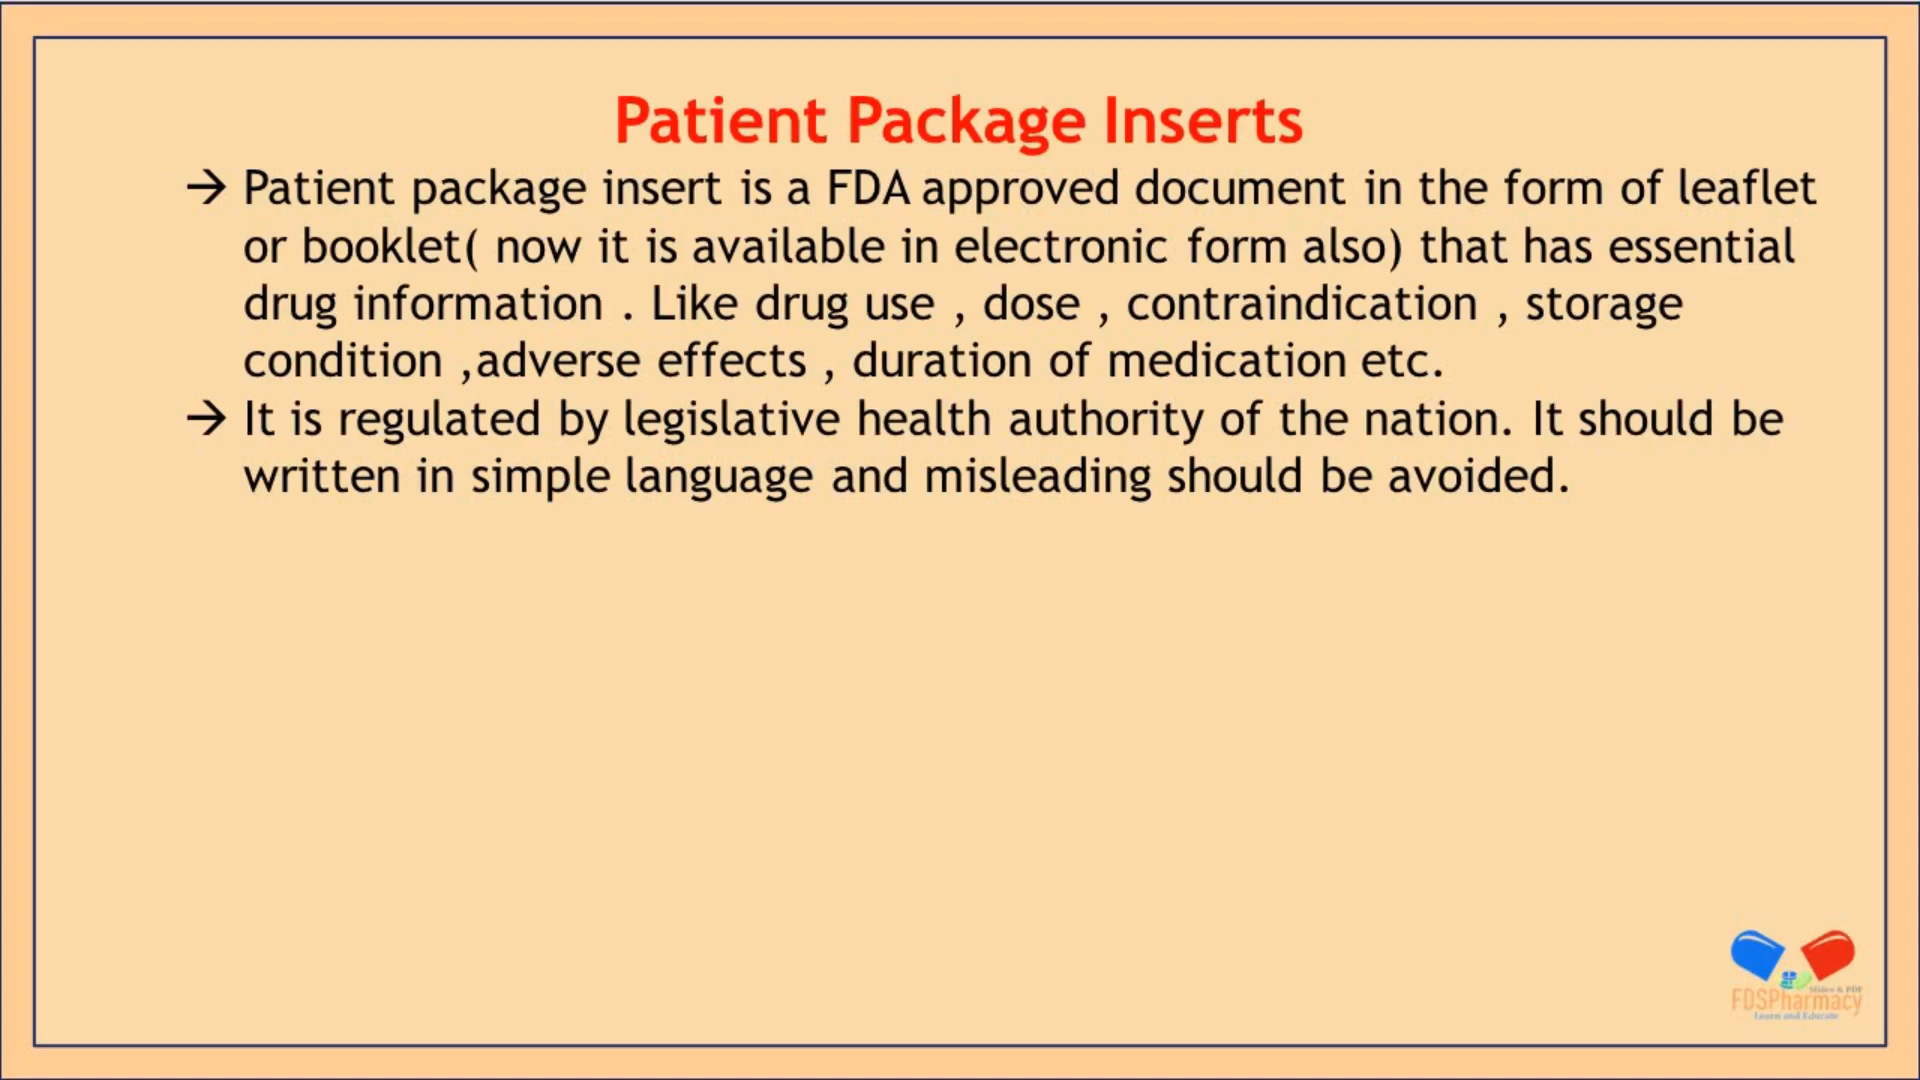 Patient Package Inserts
→ Patient package insert is a FDA approved document in the form of leaflet
or booklet( now it is available in electronic form also) that has essential
drug information . Like drug use , dose , contraindication , storage
condition ,adverse effects , duration of medication etc.
→ It is regulated by legislative health authority of the nation. It should be
written in simple language and misleading should be avoided.
Slides & PDF
FDSPharmacy
Learn and Educate